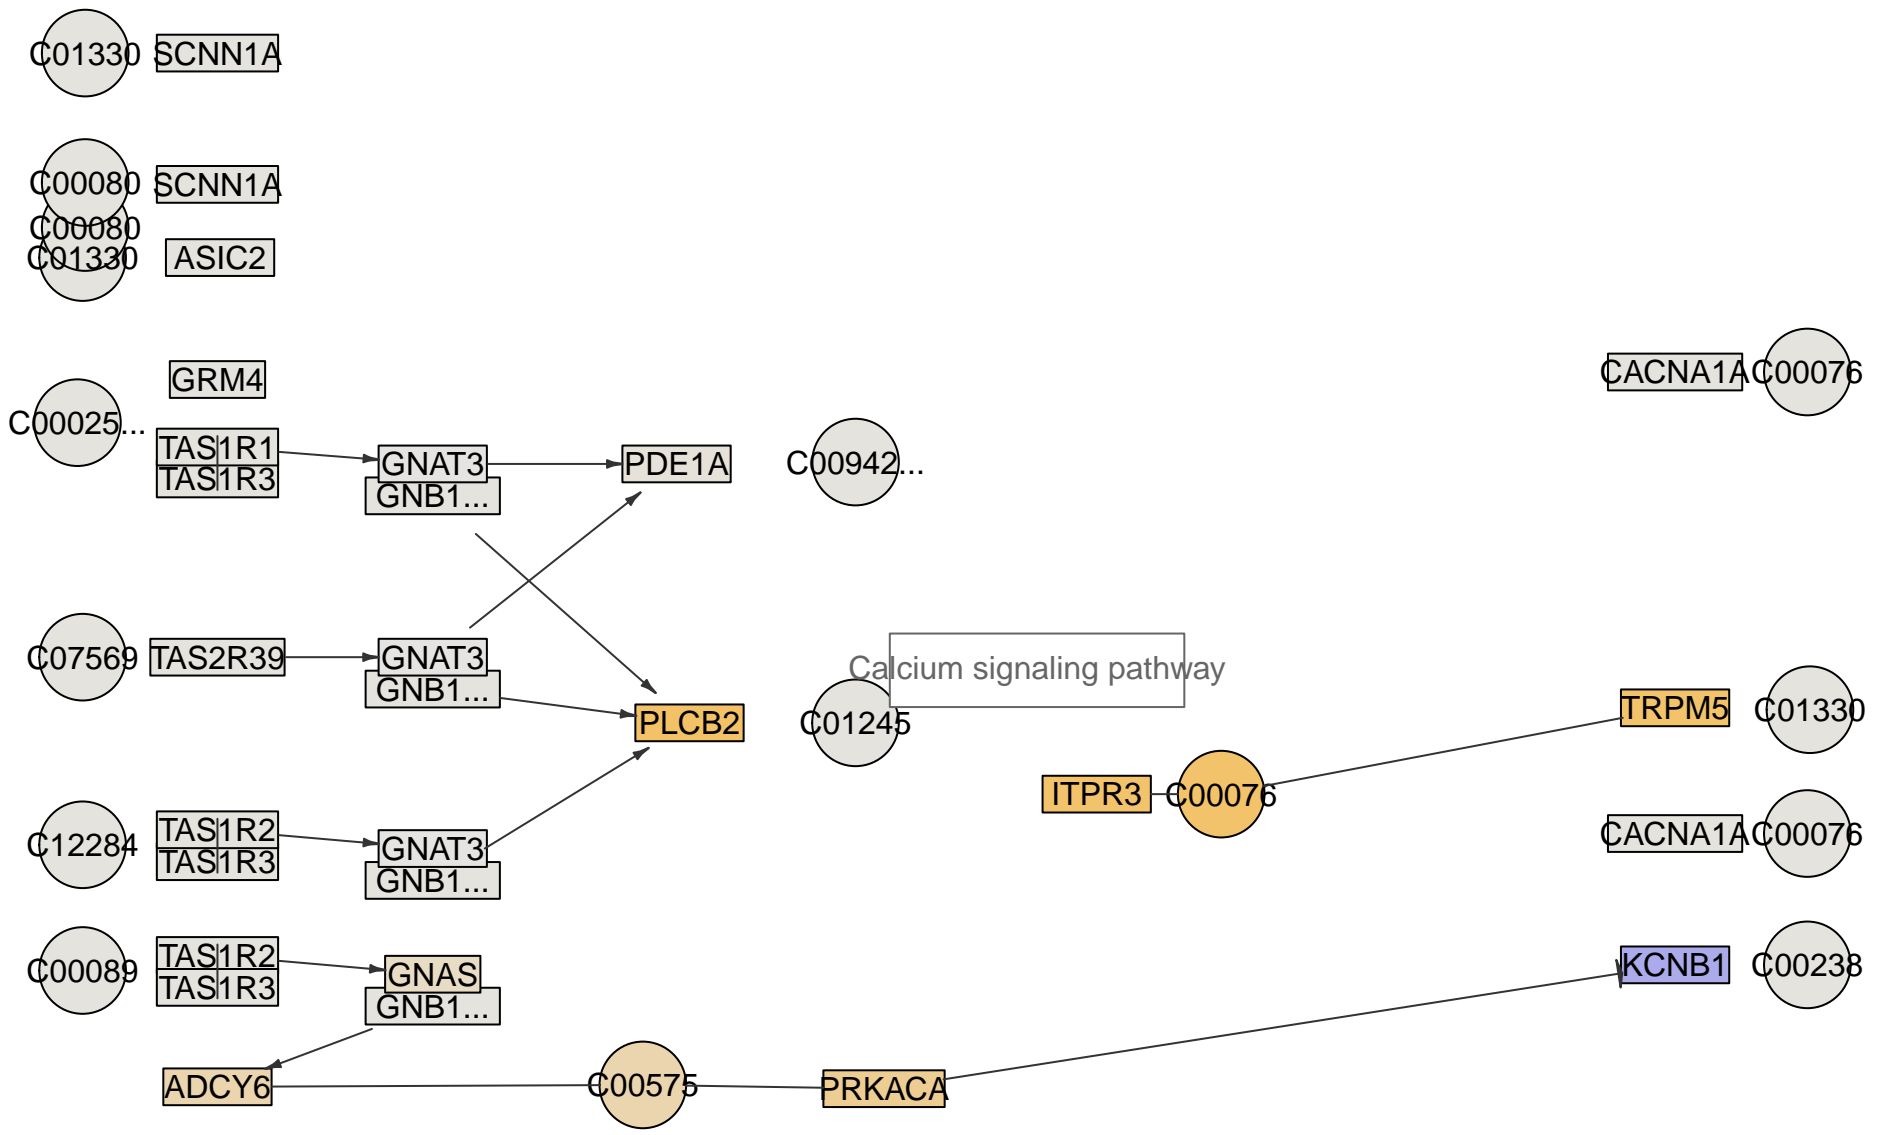 C01330 SCNN1A
C00080 SCNN1A
C00080
C01330 ASIC2
GRM4
CACNA1A C00076
C00025...
TAS1R1
GNAT3 PDE1A C00942...
TAS1R3
GNB1...
C07569 TAS2R39 GNAT3
Calcium signaling pathway
GNB1...
PLCB2 C01245
TRPM5 C01330
ITPR3 C00076
TAS1R2
CACNA1A C00076
C12284
GNAT3
TAS1R3
GNB1...
TAS1R2
KCNB1 C00238
C00089
GNAS
TAS1R3
GNB1...
ADCY6 C00575 PRKACA